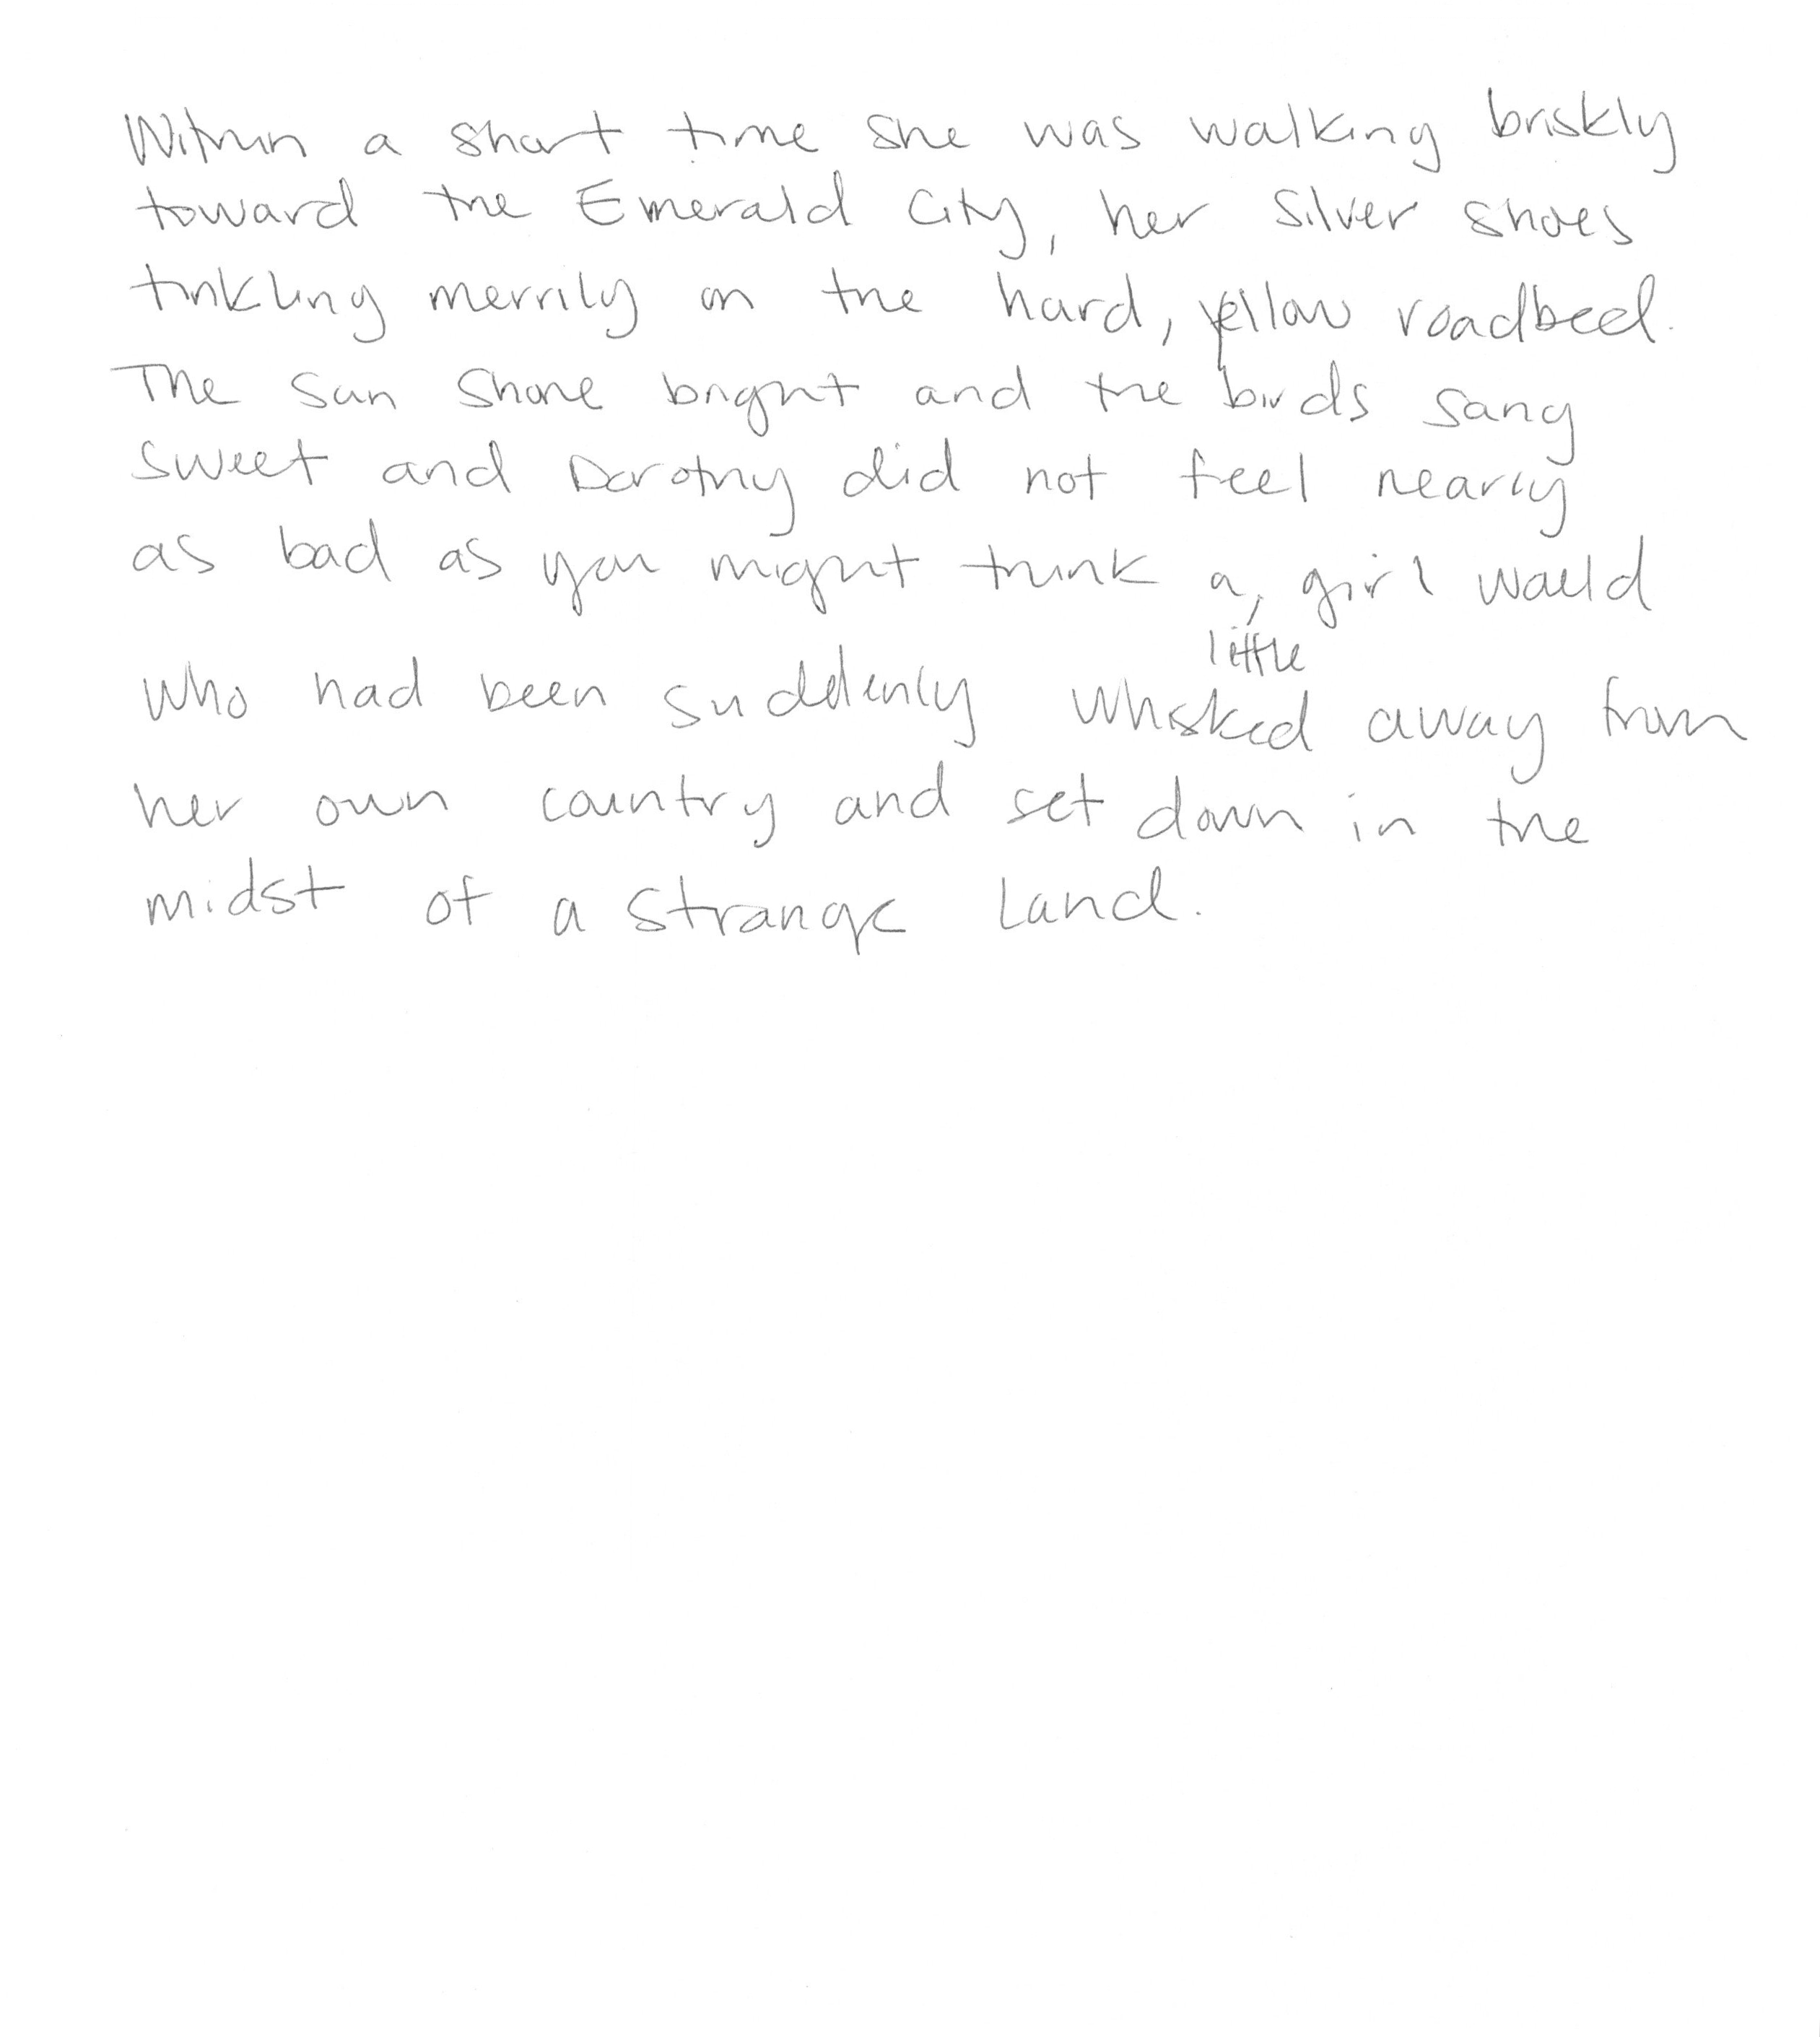 Within a short time she was walking briskly
toward the Emerald City, her silver shoes
tinkling merrily on the hard, yellow roadbed.
The sun shone bright and the birds sang
sweet and Dorothy did not feel nearly
as bad as you might think a little girl would
who had been suddenly whisked away from
her own country and set down in the
midst of a strange land.